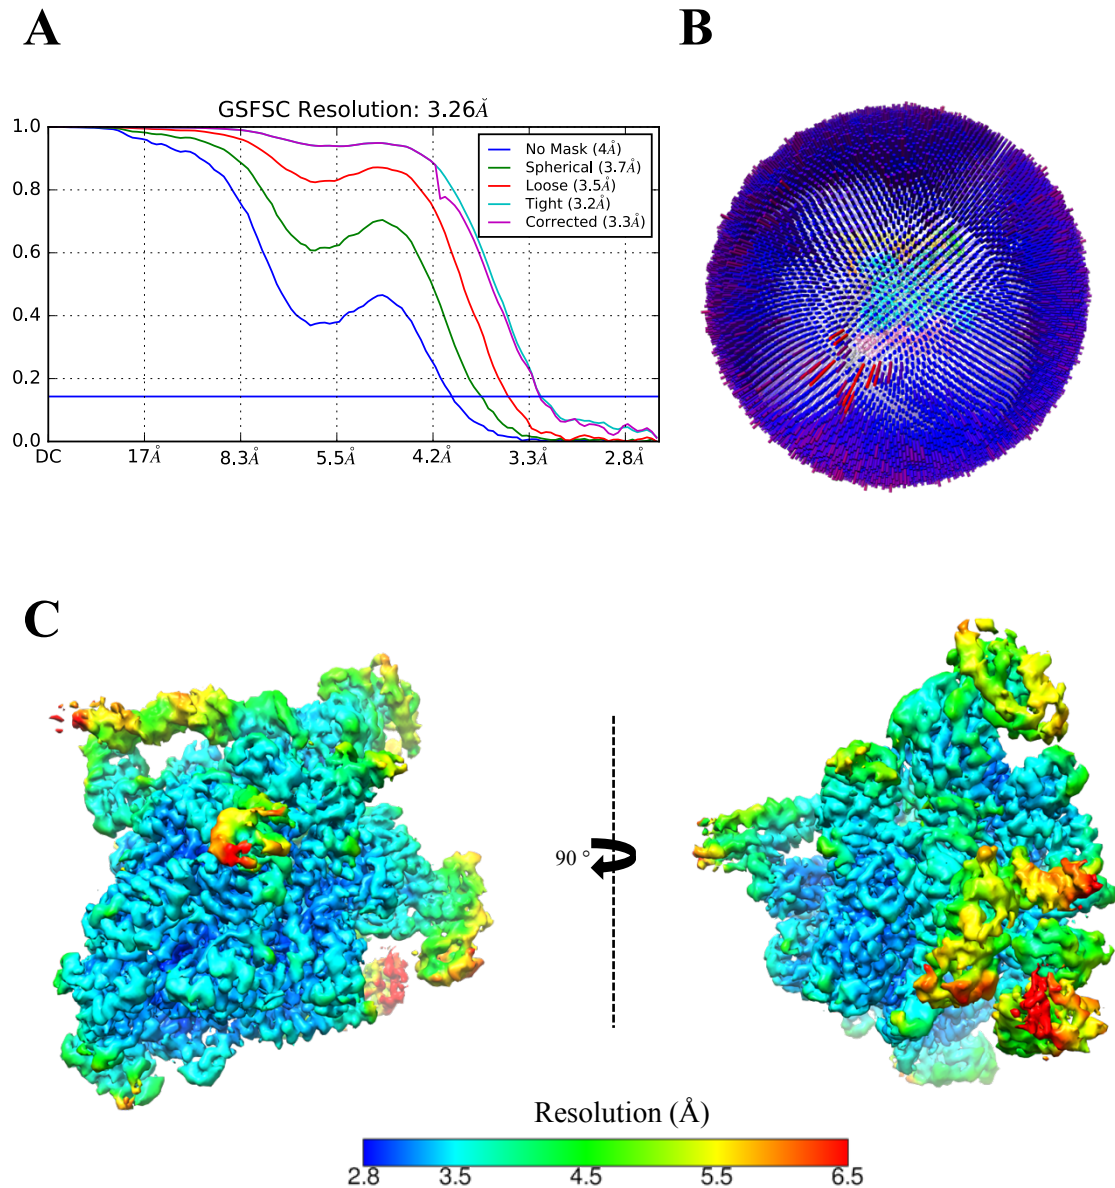 A
B
GSFSC Resolution: 3.26Å
1.0
0.8
0.6
0.4
0.2
0.0
No Mask (4Å)
Spherical (3.7Å)
Loose (3.5Å)
Tight (3.2Å)
Corrected (3.3Å)
DC 17Å 8.3Å 5.5Å 4.2Å 3.3Å 2.8Å
C
90 °
Resolution (Å)
2.8 3.5 4.5 5.5 6.5